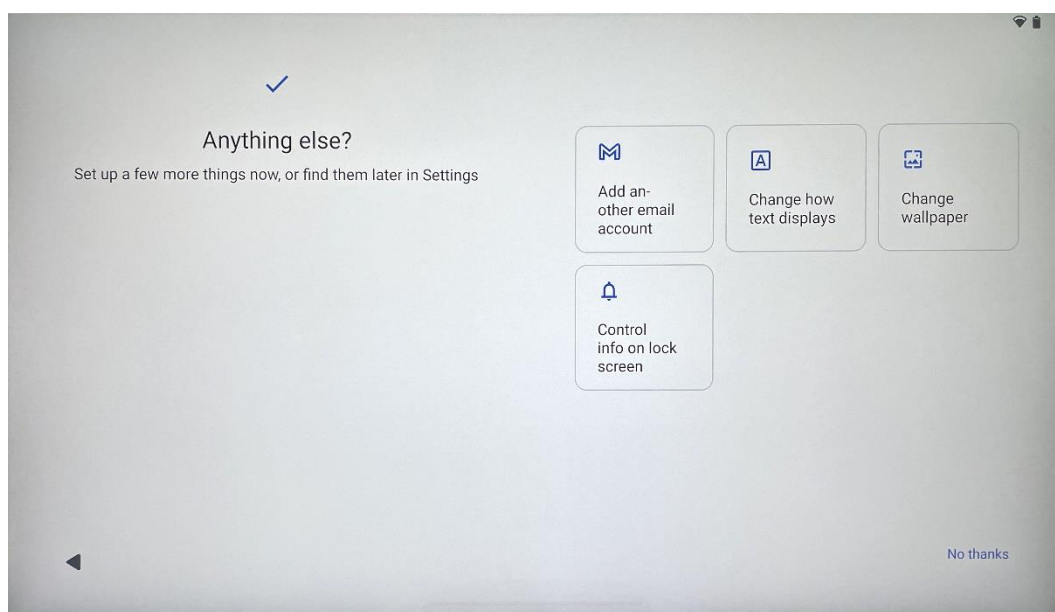 Anything else?
Set up a few more things now, or find them later in Settings
Add an-
other email
account
Change how
text displays
Change
wallpaper
Control
info on lock
screen
No thanks